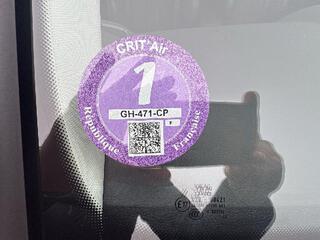 CRIT'Air
1
GH-471-CP
F
République
Française